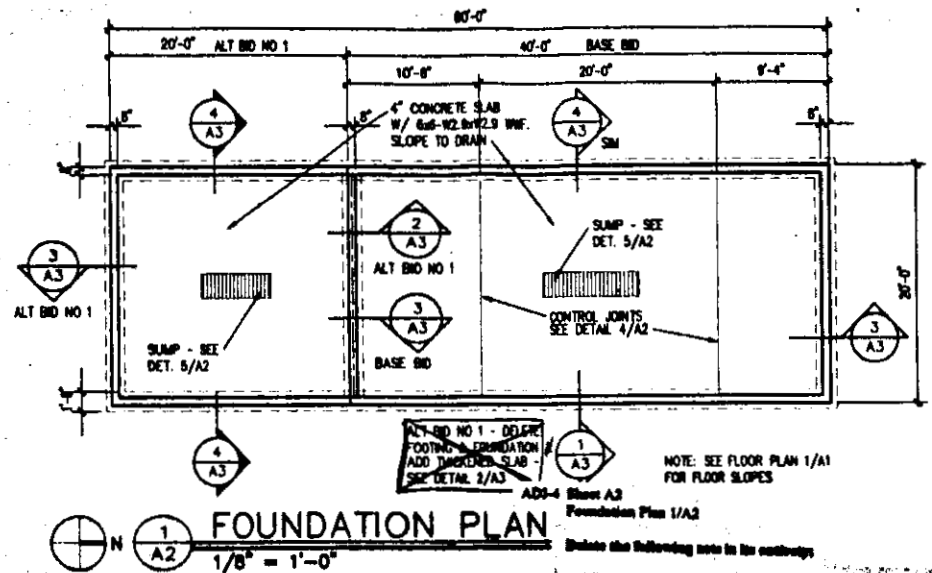 60'-0"
20'-0" ALT BID NO 1
40'-0" BASE BID
10'-8"
20'-0"
9'-4"
8"
4
A3
4" CONCRETE SLAB
W/ 6x6-W2.9xW2.9 WWF.
SLOPE TO DRAIN
8"
4
A3
SIM
8"
2
A3
ALT BID NO 1
SUMP - SEE
DET. 5/A2
3
A3
ALT BID NO 1
20'-0"
3
A3
BASE BID
CONTROL JOINTS
SEE DETAIL 4/A2
3
A3
SUMP - SEE
DET. 5/A2
4
A3
ALT BID NO 1 - DELETE
FOOTING & FOUNDATION
ADD THICKENED SLAB -
SEE DETAIL 2/A3
1
A3
NOTE: SEE FLOOR PLAN 1/A1
FOR FLOOR SLOPES
Sheet A2
Foundation Plan 1/A2
Delete the following note in its entirety:
N
1
A2
FOUNDATION PLAN
1/8" = 1'-0"